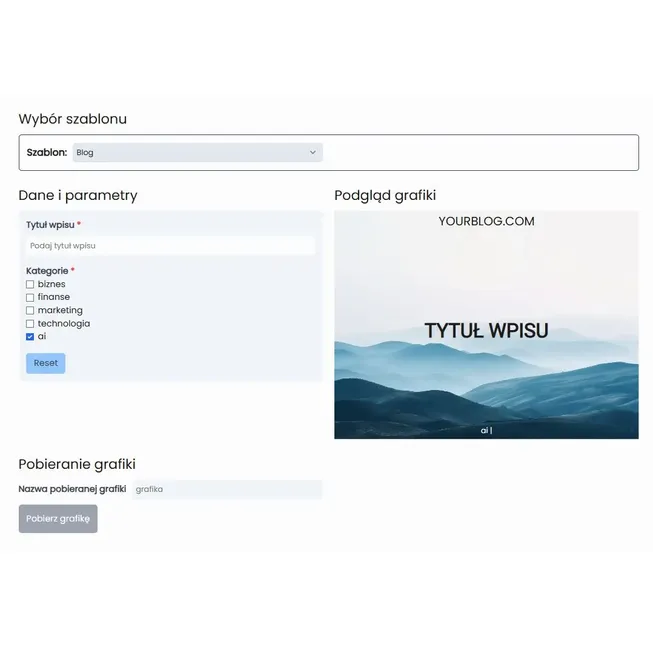 Wybór szablonu
Szablon: Blog
Dane i parametry
Tytuł wpisu *
Podaj tytuł wpisu
Kategorie *
biznes
finanse
marketing
technologia
ai
Reset
Podgląd grafiki
YOURBLOG.COM
TYTUŁ WPISU
ai |
Pobieranie grafiki
Nazwa pobieranej grafiki grafika
Pobierz grafikę